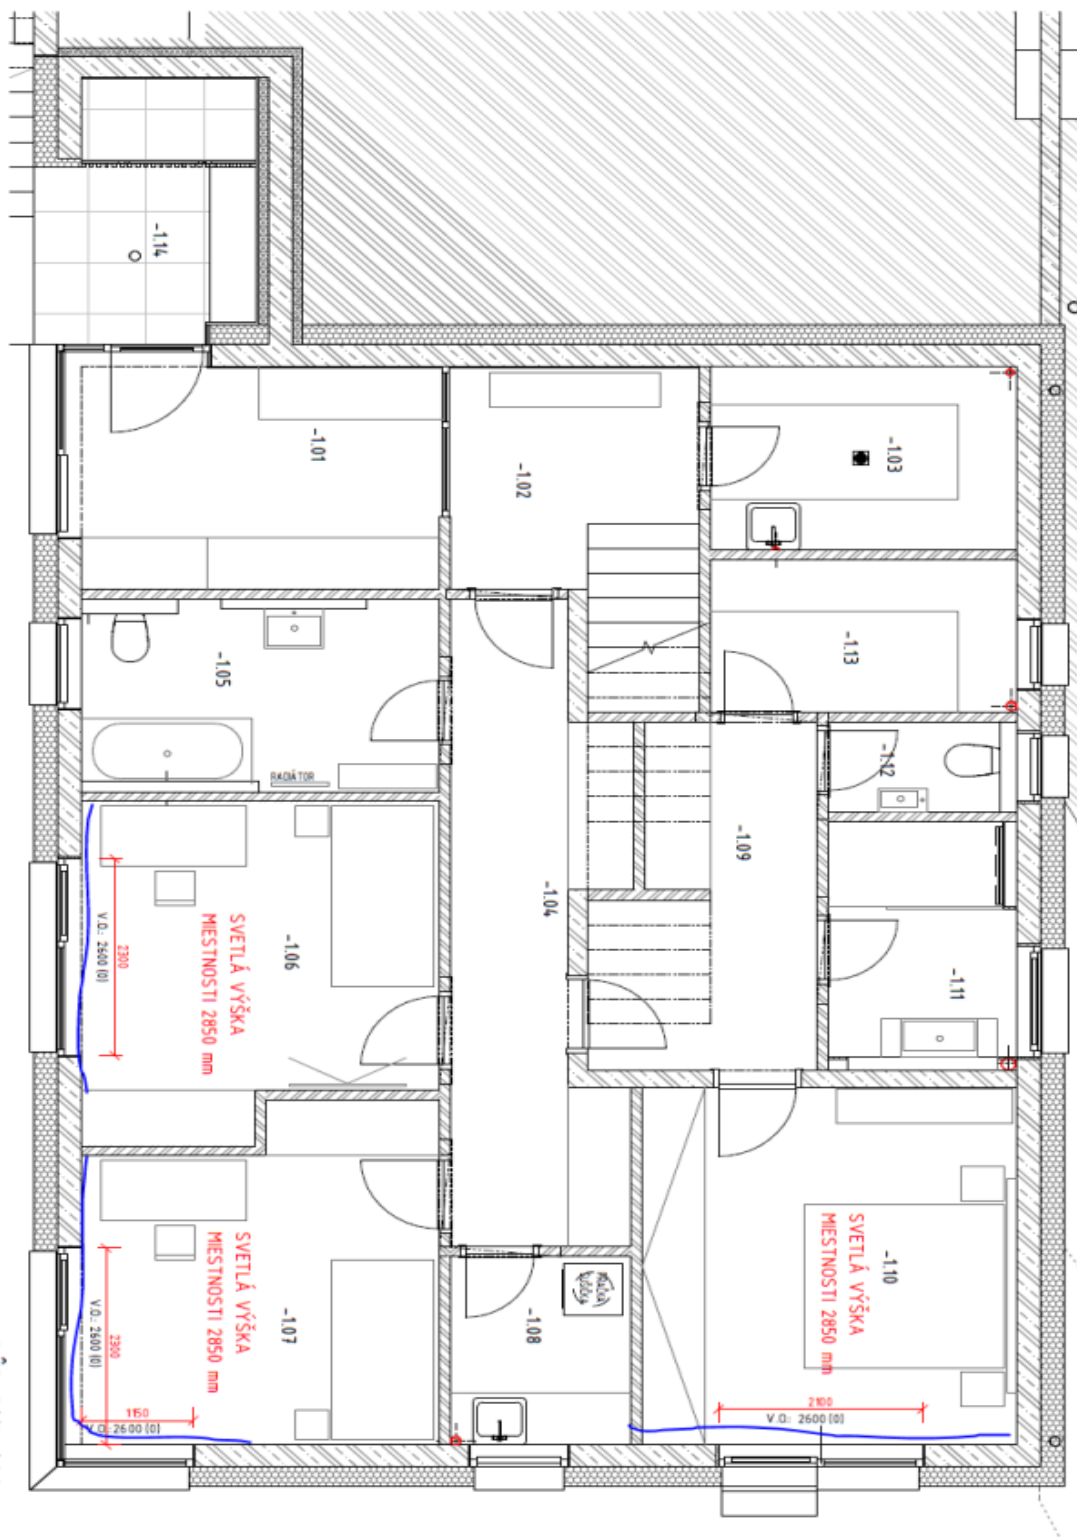 -1.14
-1.01
-1.02
-1.03
-1.13
-1.05
RADIÁTOR
-1.12
-1.09
-1.04
-1.06
SVETLÁ VÝŠKA
MIESTNOSTI 2850 mm
2300
V.O.: 2600 (0)
-1.11
-1.07
SVETLÁ VÝŠKA
MIESTNOSTI 2850 mm
2300
V.O.: 2600 (0)
1150
V.O.: 2600 (0)
-1.08
-1.10
SVETLÁ VÝŠKA
MIESTNOSTI 2850 mm
2100
V.O.: 2600 (0)